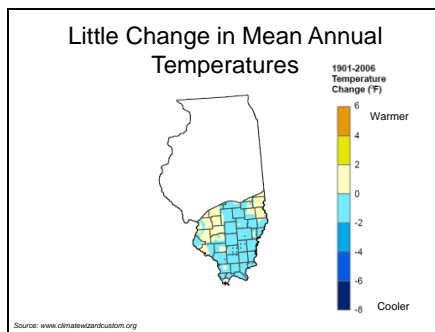 Little Change in Mean Annual
Temperatures
1901-2006
Temperature
Change (°F)
6
Warmer
4
2
0
-2
-4
-6
-8
Cooler
Source: www.climatewizardcustom.org